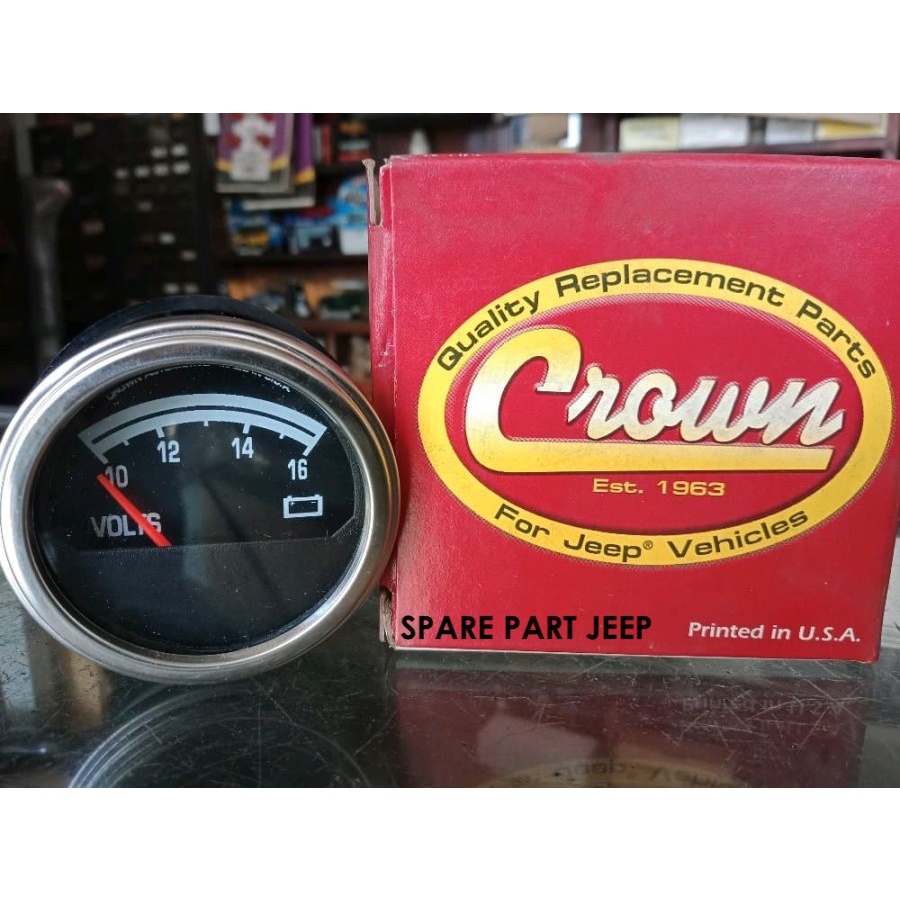 10
12
14
16
VOLTS
Quality Replacement Parts
Crown
Est. 1963
For Jeep® Vehicles
SPARE PART JEEP
Printed in U.S.A.